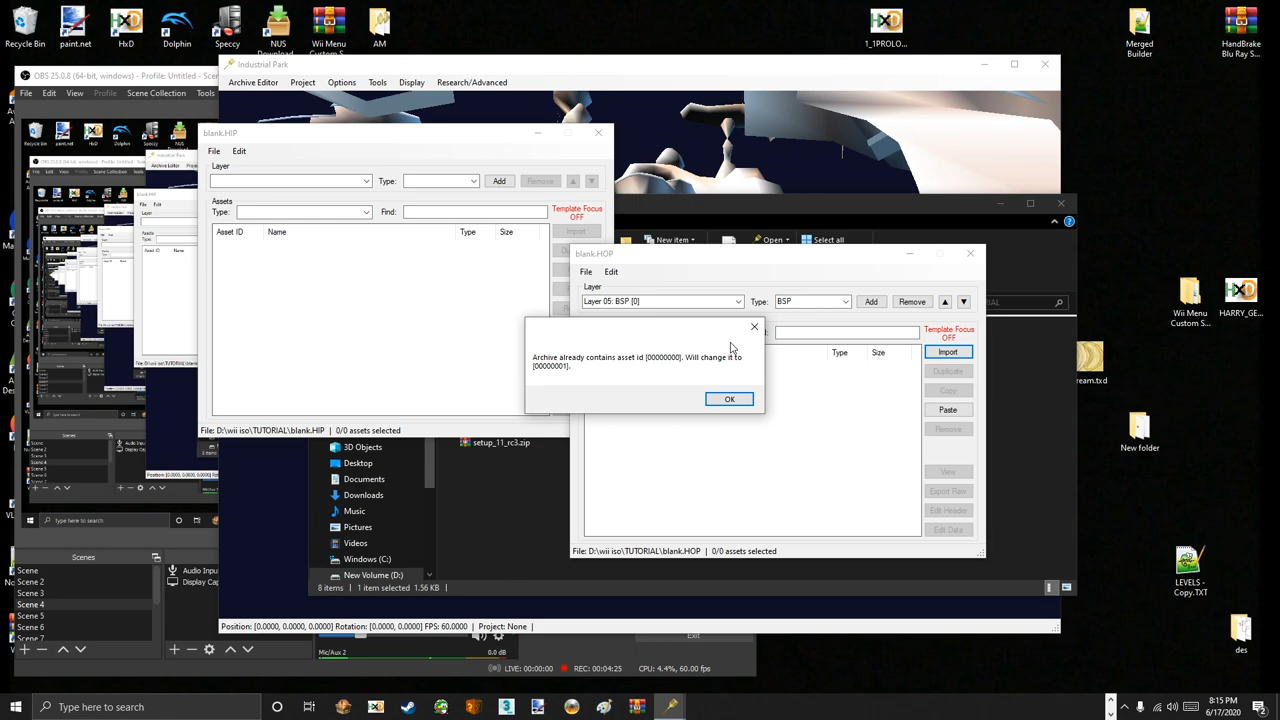 Recycle Bin
paint.net
HxD
Dolphin
Speccy
NUS
Download...
Wii Menu
Custom S...
AM
1_1PROLO...
Merged
Builder
HandBrake
Blu Ray S...
OBS 25.0.8 (64-bit, windows) - Profile: Untitled - Scen
File Edit View Profile Scene Collection Tools
Industrial Park
Archive Editor Project Options Tools Display Research/Advanced
blank.HIP
File Edit
Layer
Type: Add Remove
Assets
Type: Find:
Template Focus
OFF
Import
Asset ID Name Type Size
File: D:\wii iso\TUTORIAL\blank.HIP | 0/0 assets selected
New item Open Select all
blank.HOP
File Edit
Layer
Layer 05: BSP [0] Type: BSP Add Remove
Template Focus
OFF
Type Size
Import
Duplicate
Copy
Paste
Remove
View
Export Raw
Edit Header
Edit Data
Archive already contains asset id [00000000]. Will change it to
[00000001].
OK
File: D:\wii iso\TUTORIAL\blank.HOP | 0/0 assets selected
3D Objects
Desktop
Documents
Downloads
Music
Pictures
Videos
Windows (C:)
New Volume (D:)
setup_11_rc3.zip
8 items 1 item selected 1.56 KB
Position: [0.0000, 0.0000, 0.0000] Rotation: [0.0000, 0.0000] FPS: 60.0000 | Project: None |
Wii Menu
Custom S...
HARRY_GE...
ream.txd
New folder
LEVELS -
Copy.TXT
des
Scenes
Scene
Scene 2
Scene 3
Scene 4
Scene 5
Scene 6
Scene 7
Audio Inpu
Display Cap
Mic/Aux 2 0.0 dB
Exit
LIVE: 00:00:00 REC: 00:04:25 CPU: 4.4%, 60.00 fps
Type here to search
8:15 PM
6/17/2020